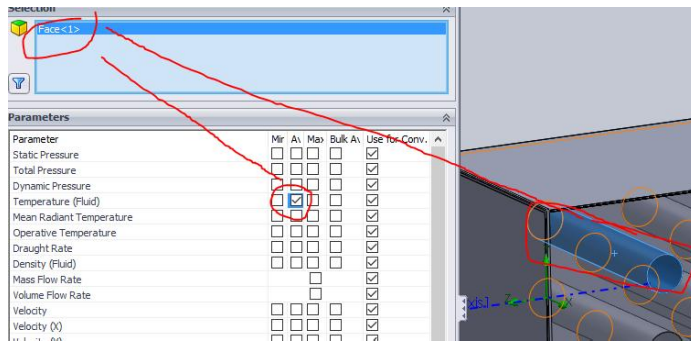 Selection
Face<1>
Parameters
Parameter Mir Av Max Bulk Av Use for Conv.
Static Pressure
Total Pressure
Dynamic Pressure
Temperature (Fluid)
Mean Radiant Temperature
Operative Temperature
Draught Rate
Density (Fluid)
Mass Flow Rate
Volume Flow Rate
Velocity
Velocity (X)